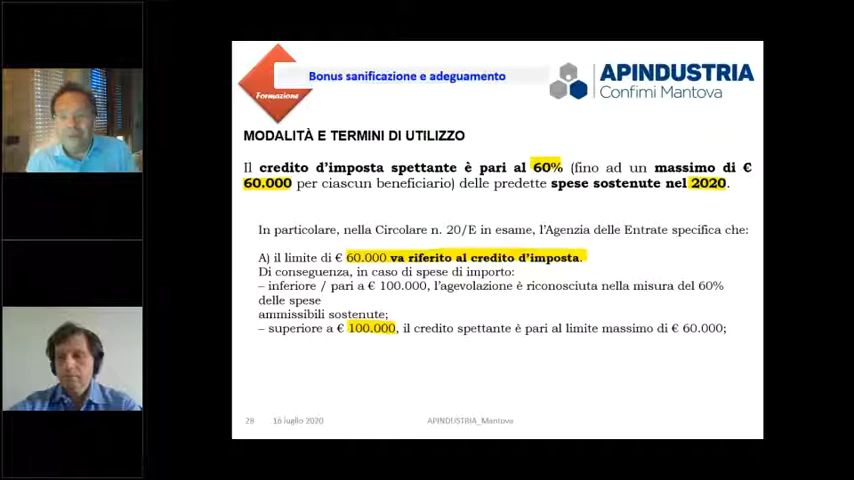 Bonus sanificazione e adeguamento
Formazione
APINDUSTRIA
Confimi Mantova
MODALITÀ E TERMINI DI UTILIZZO
Il credito d'imposta spettante è pari al 60% (fino ad un massimo di €
60.000 per ciascun beneficiario) delle predette spese sostenute nel 2020.
In particolare, nella Circolare n. 20/E in esame, l'Agenzia delle Entrate specifica che:
A) il limite di € 60.000 va riferito al credito d'imposta.
Di conseguenza, in caso di spese di importo:
– inferiore / pari a € 100.000, l'agevolazione è riconosciuta nella misura del 60%
delle spese
ammissibili sostenute;
– superiore a € 100.000, il credito spettante è pari al limite massimo di € 60.000;
28
16 luglio 2020
APINDUSTRIA_Mantova